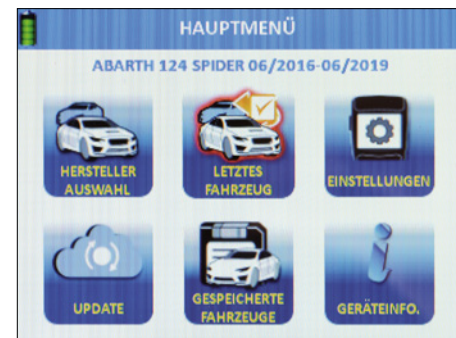 HAUPTMENÜ
ABARTH 124 SPIDER 06/2016-06/2019
HERSTELLER
AUSWAHL
LETZTES
FAHRZEUG
EINSTELLUNGEN
UPDATE
GESPEICHERTE
FAHRZEUGE
GERÄTEINFO.